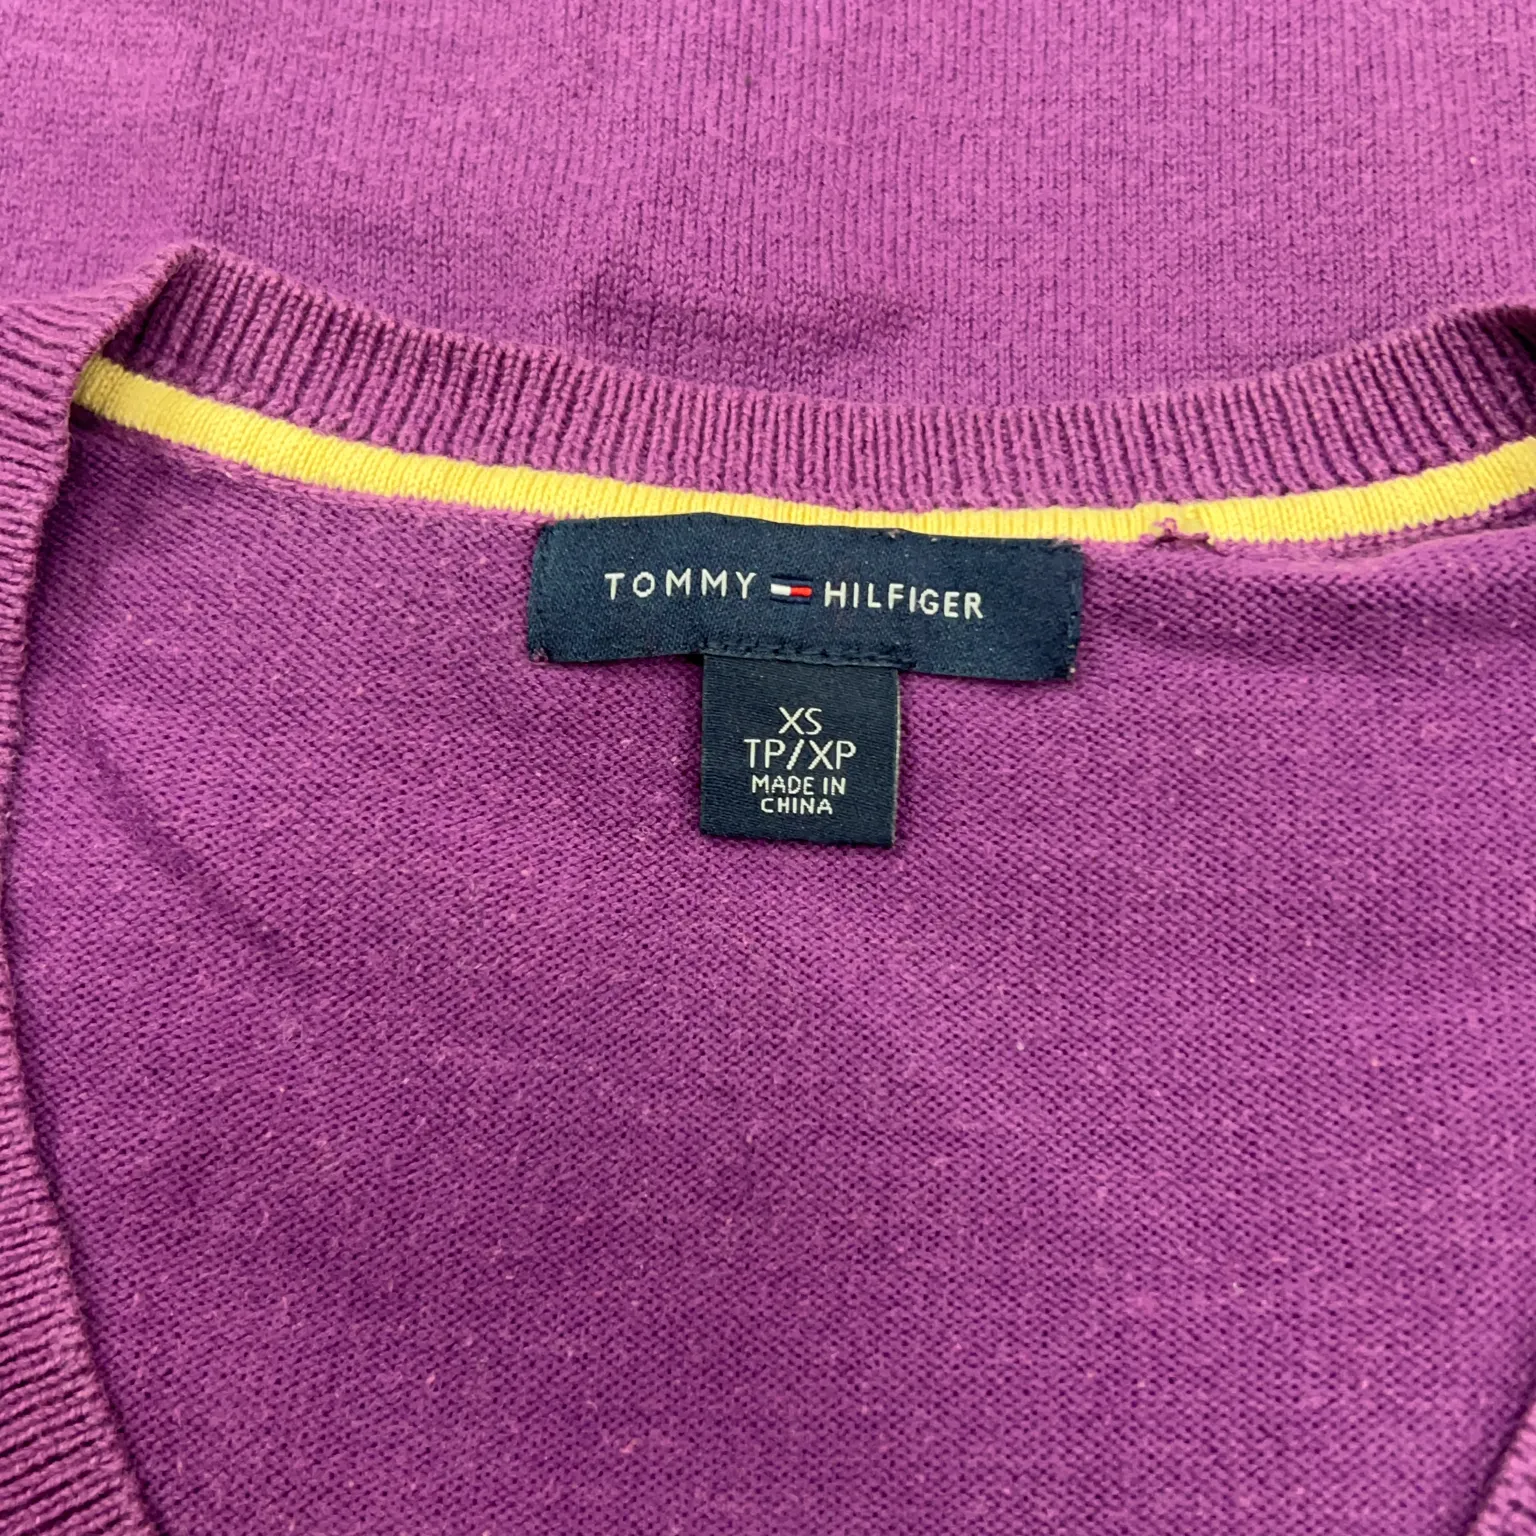 TOMMY HILFIGER
XS
TP/XP
MADE IN
CHINA